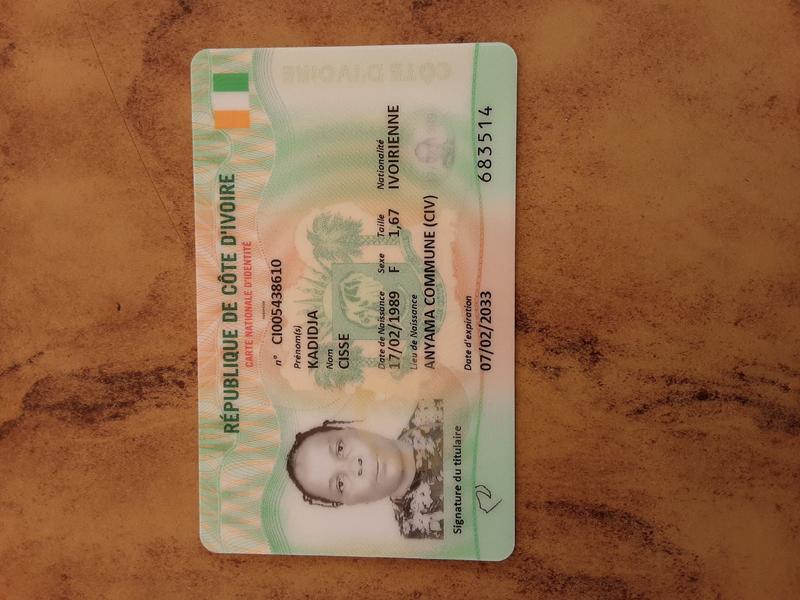 CÔTE D'IVOIRE
RÉPUBLIQUE DE CÔTE D'IVOIRE
CARTE NATIONALE D'IDENTITÉ
n° CI005438610
Prénom(s)
KADIDJA
Nom
CISSE
Date de Naissance Sexe Taille Nationalité
17/02/1989 F 1,67 IVOIRIENNE
Lieu de Naissance
ANYAMA COMMUNE (CIV)
Signature du titulaire
Date d'expiration
07/02/2033
683514